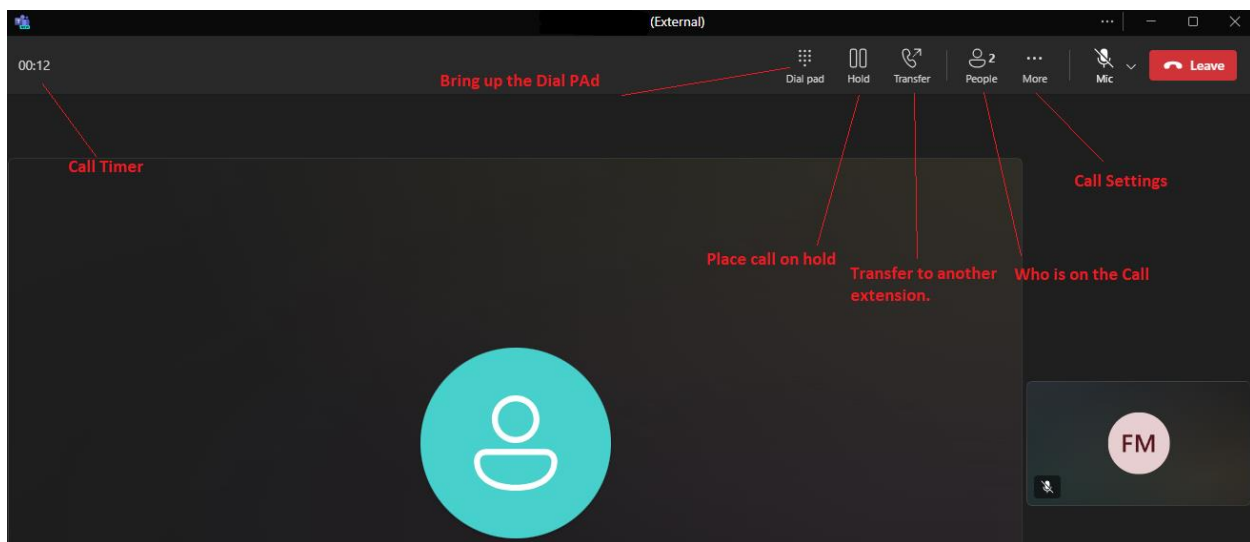 (External)
00:12
Dial pad
Hold
Transfer
2
People
More
Mic
Leave
Bring up the Dial PAd
Call Timer
Call Settings
Place call on hold
Transfer to another
extension.
Who is on the Call
FM